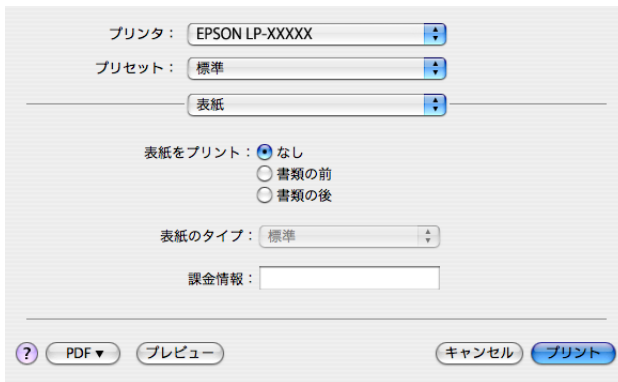 プリンタ： EPSON LP-XXXXX
プリセット： 標準
表紙
表紙をプリント： なし
書類の前
書類の後
表紙のタイプ： 標準
課金情報：
? PDF▼ プレビュー キャンセル プリント